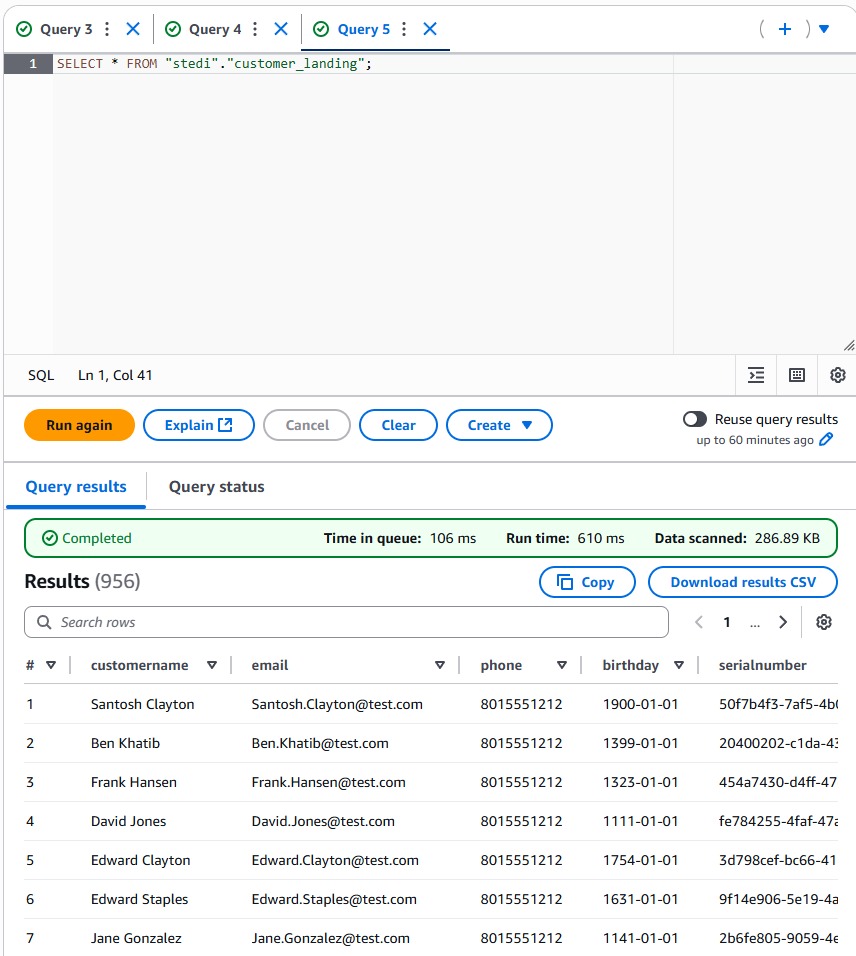 Query 3 Query 4 Query 5
1 SELECT * FROM "stedi"."customer_landing";
SQL Ln 1, Col 41
Run again Explain Cancel Clear Create Reuse query results
up to 60 minutes ago
Query results Query status
Completed Time in queue: 106 ms Run time: 610 ms Data scanned: 286.89 KB
Results (956) Copy Download results CSV
Search rows 1 ...
# customername email phone birthday serialnumber
1 Santosh Clayton Santosh.Clayton@test.com 8015551212 1900-01-01 50f7b4f3-7af5-4b
2 Ben Khatib Ben.Khatib@test.com 8015551212 1399-01-01 20400202-c1da-43
3 Frank Hansen Frank.Hansen@test.com 8015551212 1323-01-01 454a7430-d4ff-47
4 David Jones David.Jones@test.com 8015551212 1111-01-01 fe784255-4faf-47a
5 Edward Clayton Edward.Clayton@test.com 8015551212 1754-01-01 3d798cef-bc66-41
6 Edward Staples Edward.Staples@test.com 8015551212 1631-01-01 9f14e906-5e19-4a
7 Jane Gonzalez Jane.Gonzalez@test.com 8015551212 1141-01-01 2b6fe805-9059-4e